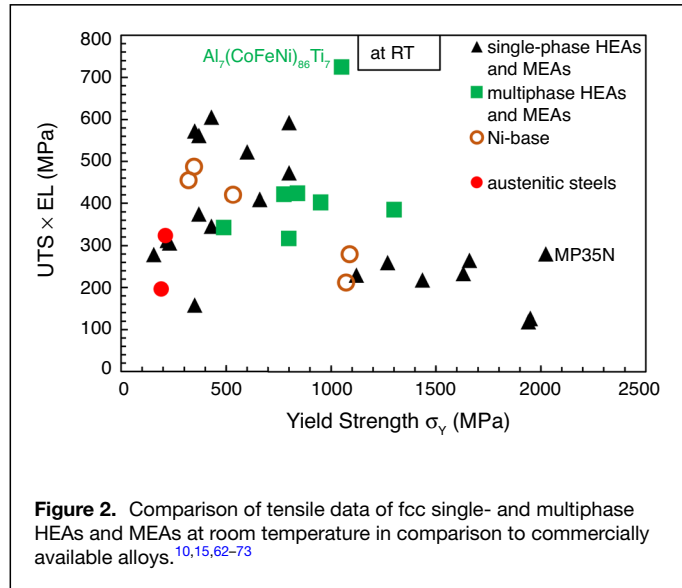 800
700
600
500
400
300
200
100
0
UTS × EL (MPa)
Al7(CoFeNi)86Ti7
at RT
single-phase HEAs
and MEAs
multiphase HEAs
and MEAs
Ni-base
austenitic steels
MP35N
0 500 1000 1500 2000 2500
Yield Strength σY (MPa)
Figure 2. Comparison of tensile data of fcc single- and multiphase
HEAs and MEAs at room temperature in comparison to commercially
available alloys.10,15,62–73